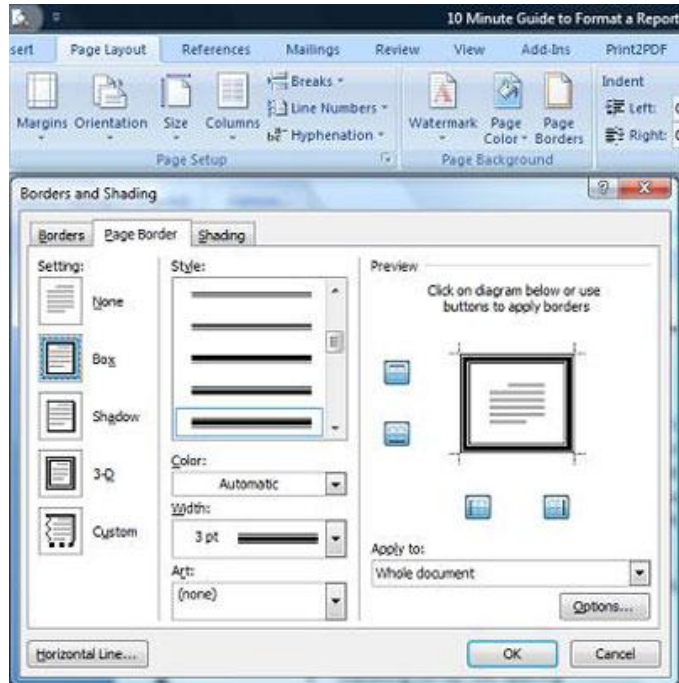 10 Minute Guide to Format a Report
sert Page Layout References Mailings Review View Add-Ins Print2PDF
Margins Orientation Size Columns Breaks Line Numbers Hyphenation
Watermark Page Color Page Borders
Indent
Left:
Right:
Page Setup Page Background
Borders and Shading
Borders Page Border Shading
Setting:
None
Box
Shadow
3-D
Custom
Style:
Color:
Automatic
Width:
3 pt
Art:
(none)
Preview
Click on diagram below or use
buttons to apply borders
Apply to:
Whole document
Options...
Horizontal Line... OK Cancel